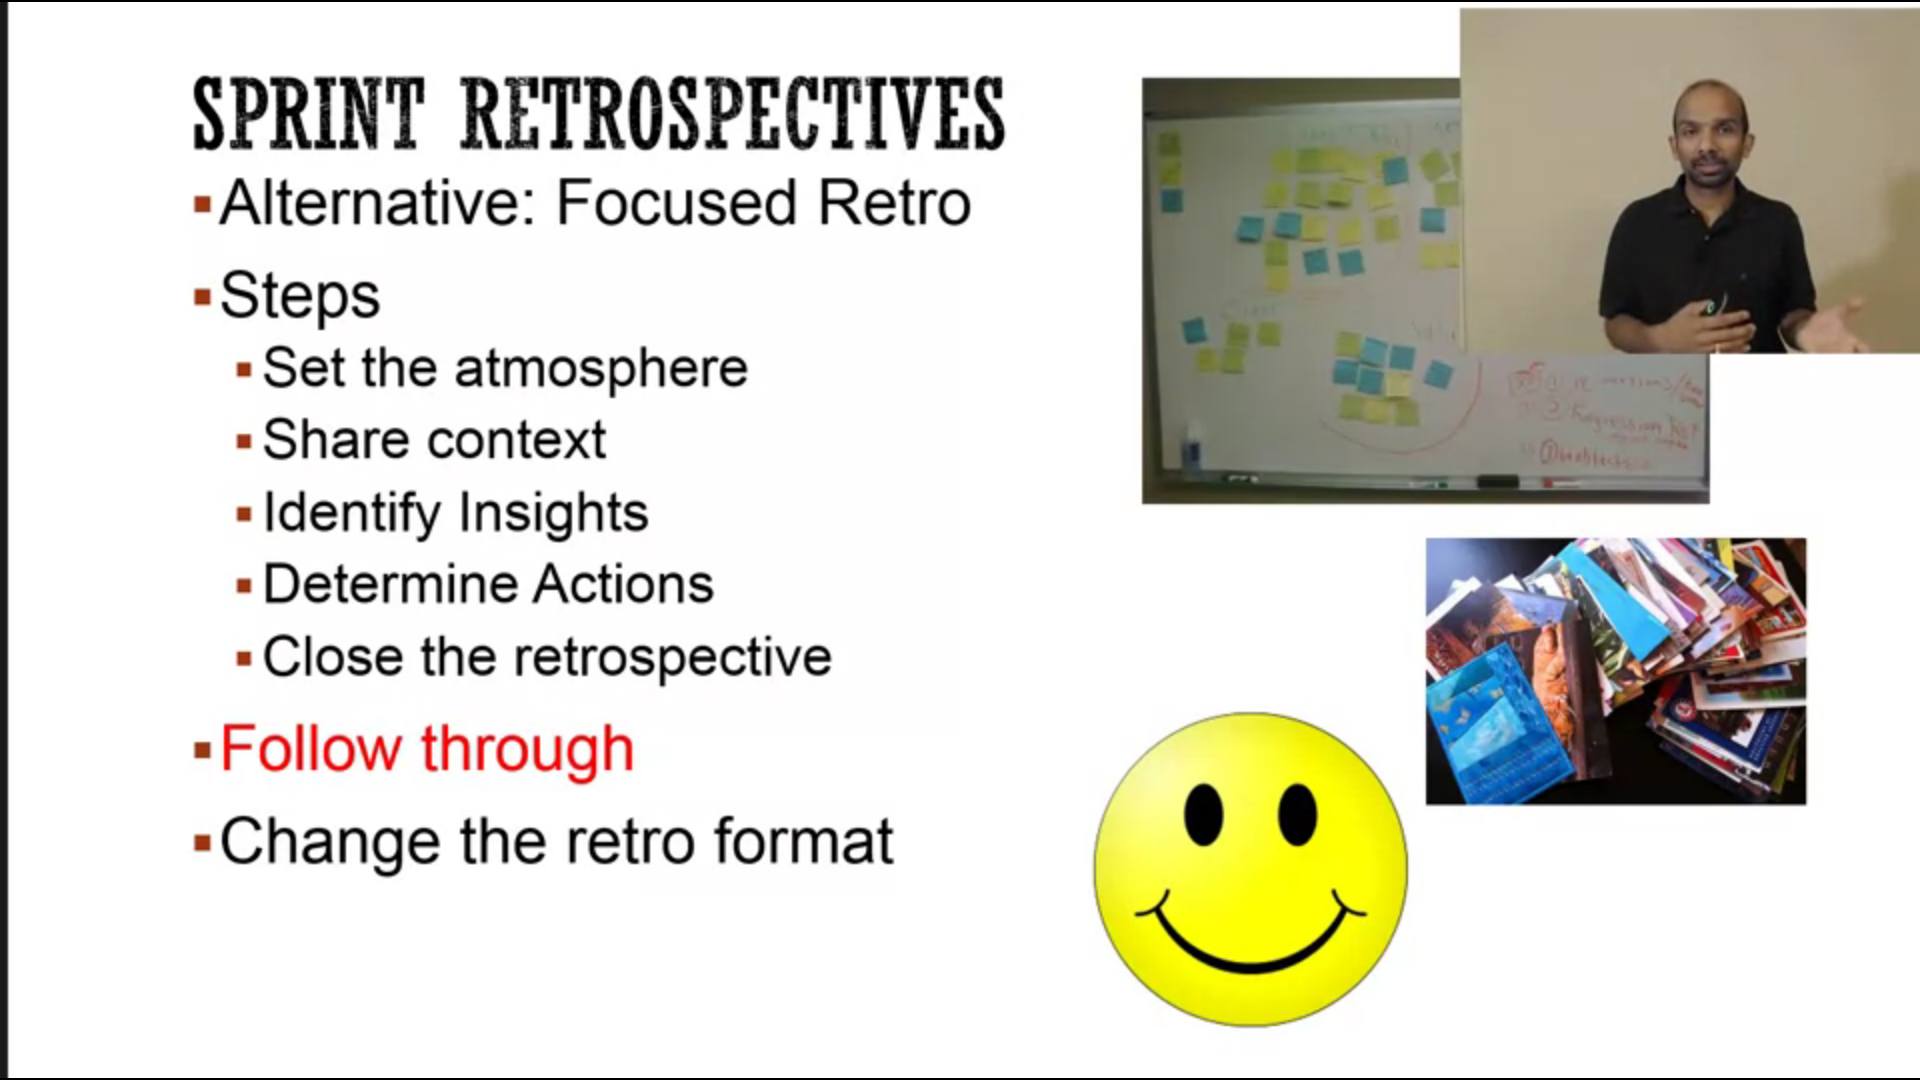 SPRINT RETROSPECTIVES
Alternative: Focused Retro
Steps
Set the atmosphere
Share context
Identify Insights
Determine Actions
Close the retrospective
Follow through
Change the retro format
Regression